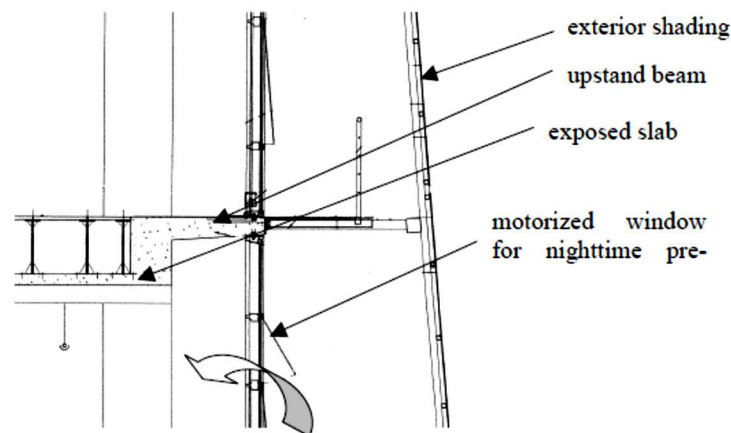 exterior shading
upstand beam
exposed slab
motorized window
for nighttime pre-